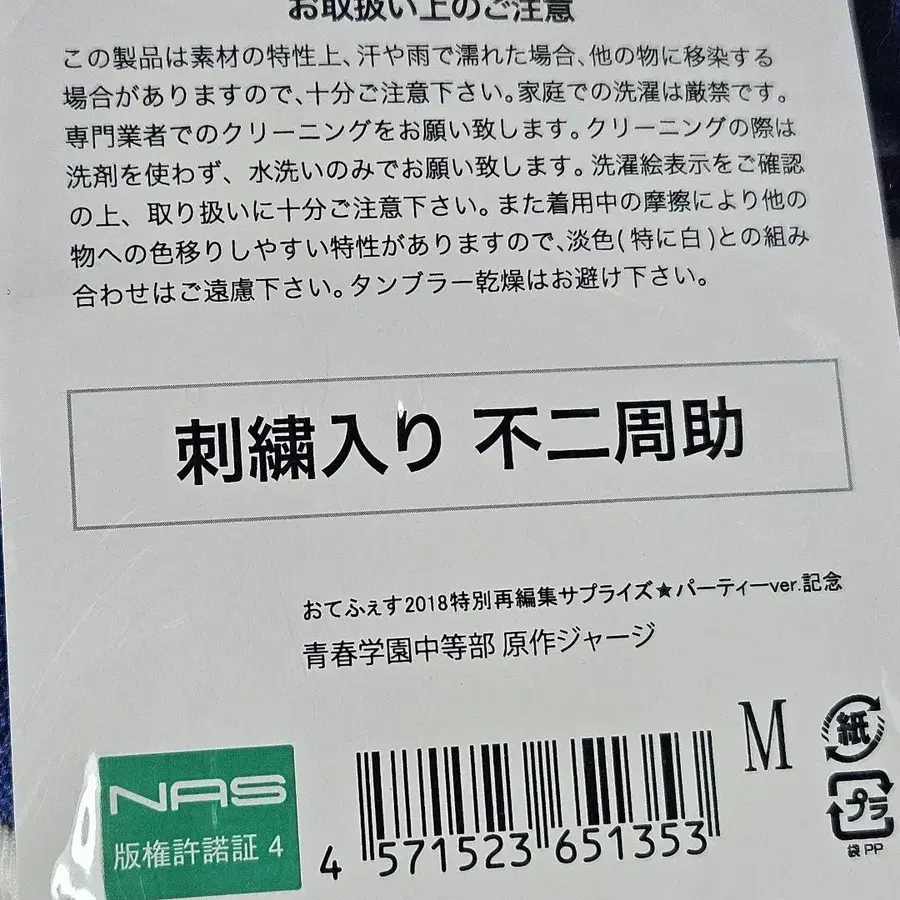 お取扱い上のご注意
この製品は素材の特性上、汗や雨で濡れた場合、他の物に移染する
場合がありますので、十分ご注意下さい。家庭での洗濯は厳禁です。
専門業者でのクリーニングをお願い致します。クリーニングの際は
洗剤を使わず、水洗いのみでお願い致します。洗濯絵表示をご確認
の上、取り扱いに十分ご注意下さい。また着用中の摩擦により他の
物への色移りしやすい特性がありますので、淡色(特に白)との組み
合わせはご遠慮下さい。タンブラー乾燥はお避け下さい。
刺繍入り 不二周助
おてふぇす2018特別再編集サプライズ★パーティーver.記念
青春学園中等部 原作ジャージ
M
紙
プラ
袋PP
NAS
版権許諾証 4
4 571523 651353